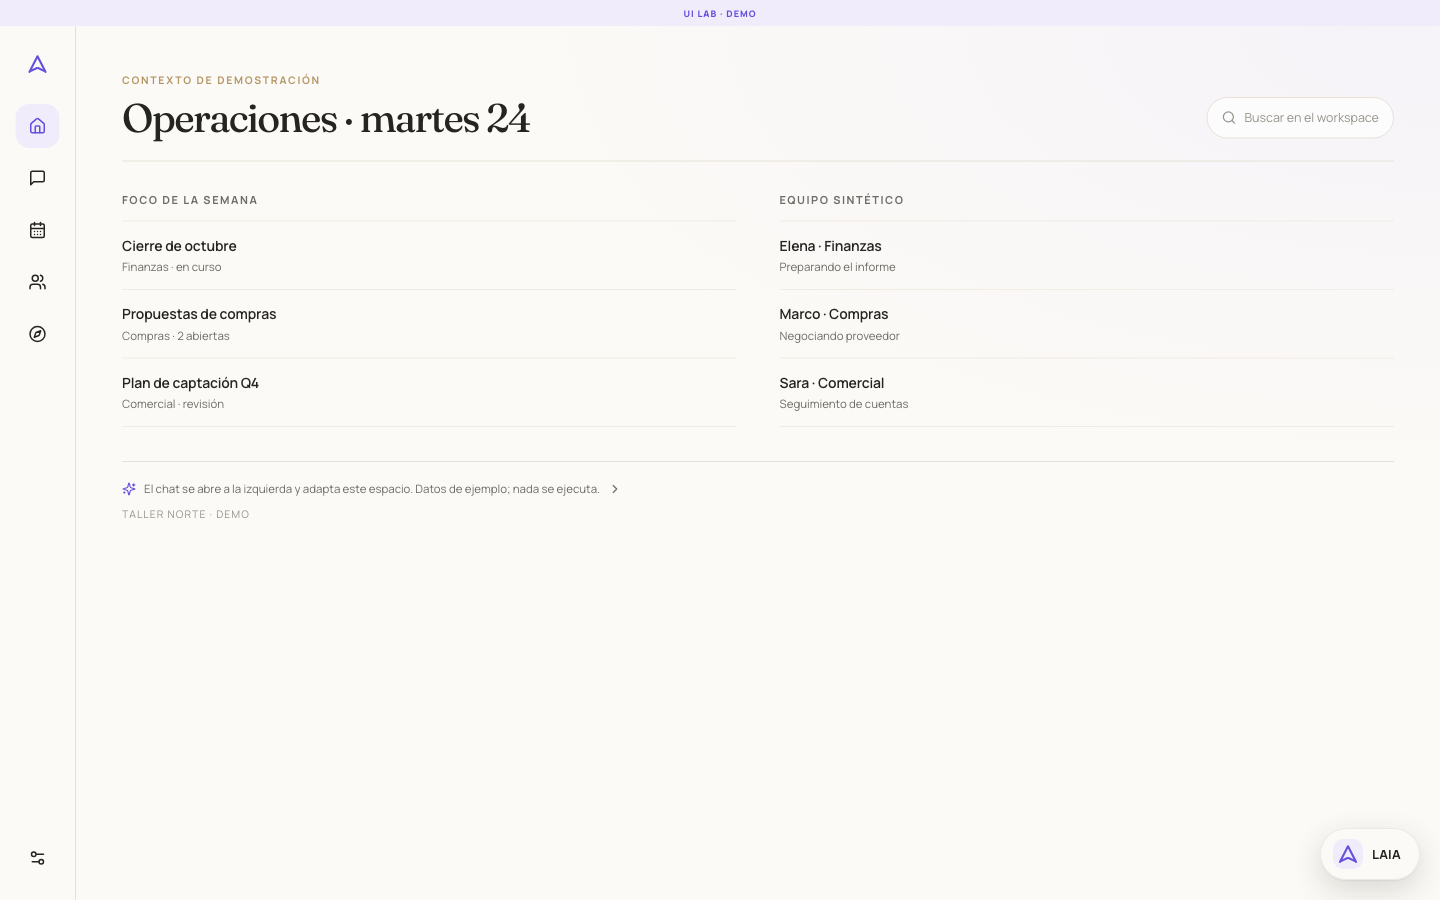 UI LAB · DEMO
CONTEXTO DE DEMOSTRACIÓN
Operaciones · martes 24
Buscar en el workspace
FOCO DE LA SEMANA
Cierre de octubre
Finanzas · en curso
Propuestas de compras
Compras · 2 abiertas
Plan de captación Q4
Comercial · revisión
EQUIPO SINTÉTICO
Elena · Finanzas
Preparando el informe
Marco · Compras
Negociando proveedor
Sara · Comercial
Seguimiento de cuentas
El chat se abre a la izquierda y adapta este espacio. Datos de ejemplo; nada se ejecuta.
TALLER NORTE · DEMO
LAIA